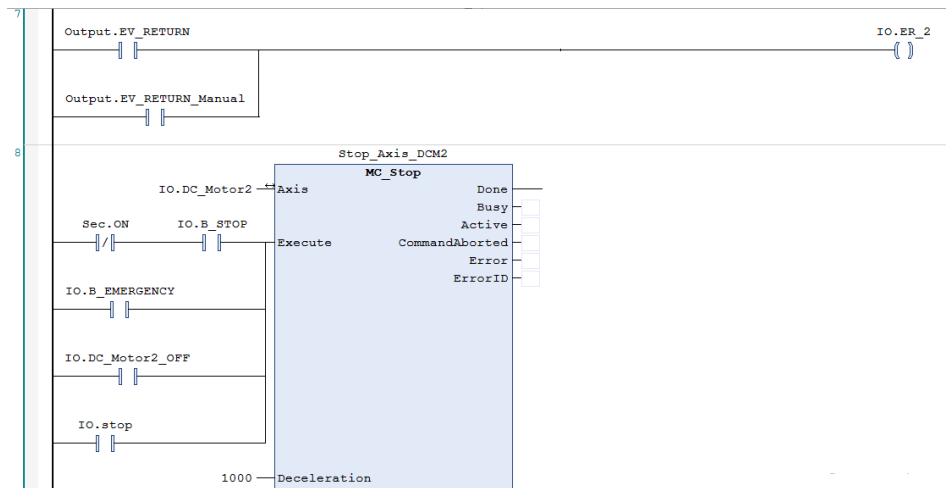 7
Output.EV_RETURN
IO.ER_2
Output.EV_RETURN_Manual
8
Stop_Axis_DCM2
MC_Stop
IO.DC_Motor2
Axis
Done
Busy
Sec.ON
IO.B_STOP
Active
Execute
CommandAborted
Error
ErrorID
IO.B_EMERGENCY
IO.DC_Motor2_OFF
IO.stop
1000
Deceleration